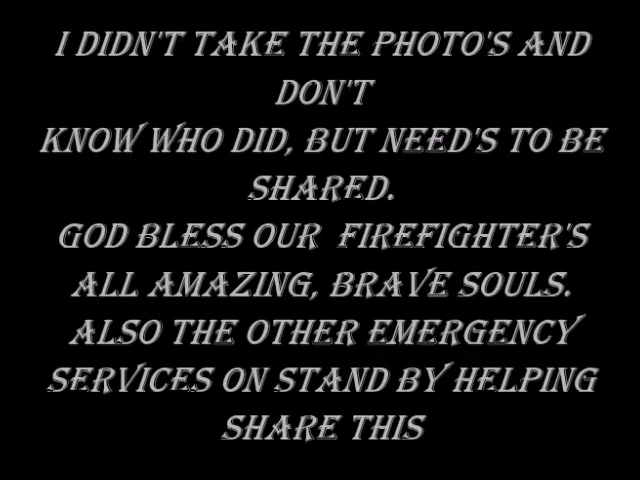 I DIDN'T TAKE THE PHOTO'S AND
DON'T
KNOW WHO DID, BUT NEED'S TO BE
SHARED.
GOD BLESS OUR FIREFIGHTER'S
ALL AMAZING, BRAVE SOULS.
ALSO THE OTHER EMERGENCY
SERVICES ON STAND BY HELPING
SHARE THIS